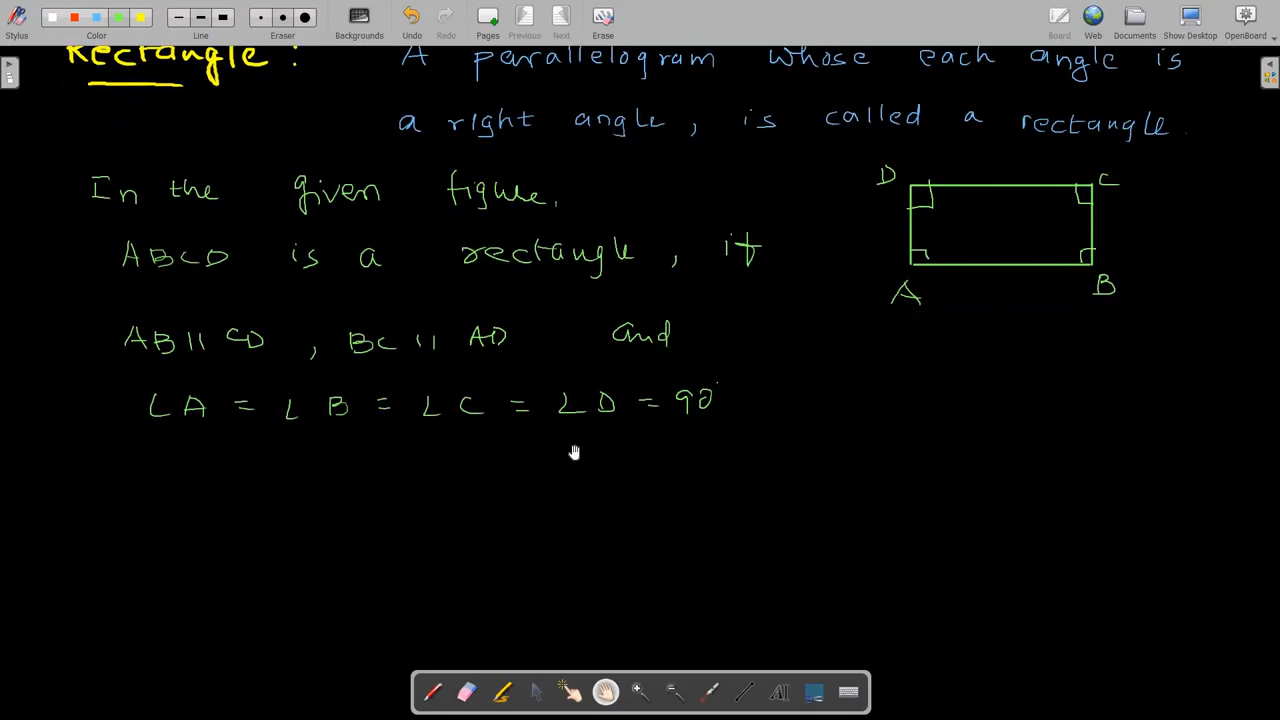 Stylus Color Line Eraser Backgrounds Undo Pages Previous Next Erase Board Web Documents Show Desktop OpenBoard
Rectangle : A parallelogram whose each angle is
a right angle, is called a rectangle.
In the given figure.
ABCD is a rectangle, if
AB || CD , BC || AD and
∠A = ∠B = ∠C = ∠D = 90°
D C
A B
AI